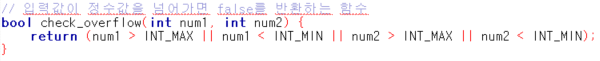 // 입력값이 정수값을 넘어가면 false를 반환하는 함수
bool check_overflow(int num1, int num2) {
    return (num1 > INT_MAX || num1 < INT_MIN || num2 > INT_MAX || num2 < INT_MIN);
}